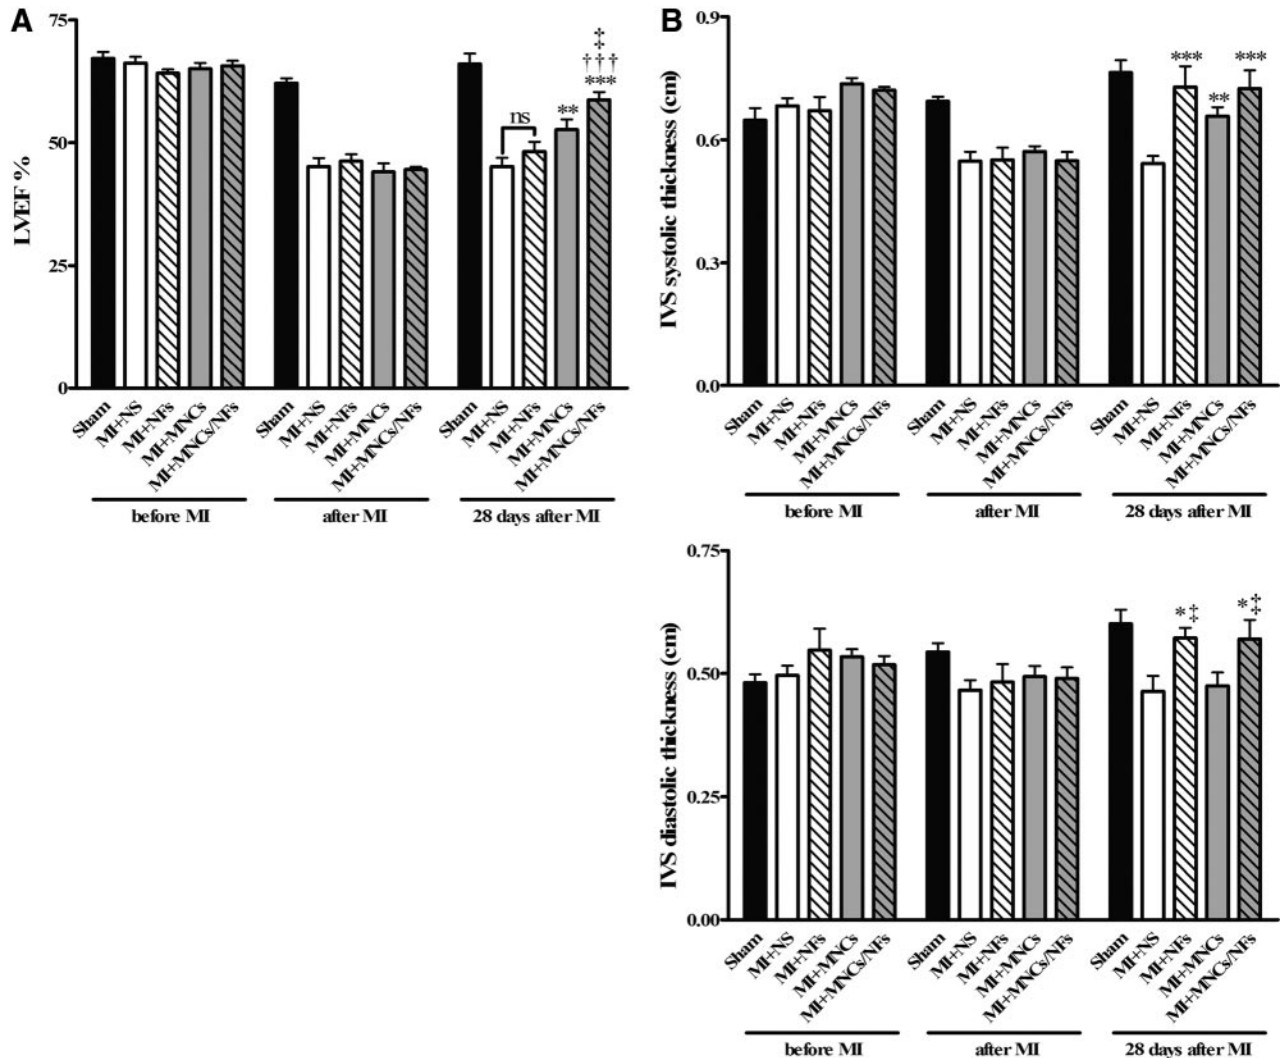 A
LVEF %
75
50
25
0
ns
**
‡
‡
†††
***
Sham
MI+NS
MI+NFs
MI+MNCs
MI+MNCs/NFs
Sham
MI+NS
MI+NFs
MI+MNCs
MI+MNCs/NFs
Sham
MI+NS
MI+NFs
MI+MNCs
MI+MNCs/NFs
before MI
after MI
28 days after MI
B
IVS systolic thickness (cm)
0.9
0.6
0.3
0.0
***
**
***
Sham
MI+NS
MI+NFs
MI+MNCs
MI+MNCs/NFs
Sham
MI+NS
MI+NFs
MI+MNCs
MI+MNCs/NFs
Sham
MI+NS
MI+NFs
MI+MNCs
MI+MNCs/NFs
before MI
after MI
28 days after MI
IVS diastolic thickness (cm)
0.75
0.50
0.25
0.00
*‡
*‡
Sham
MI+NS
MI+NFs
MI+MNCs
MI+MNCs/NFs
Sham
MI+NS
MI+NFs
MI+MNCs
MI+MNCs/NFs
Sham
MI+NS
MI+NFs
MI+MNCs
MI+MNCs/NFs
before MI
after MI
28 days after MI